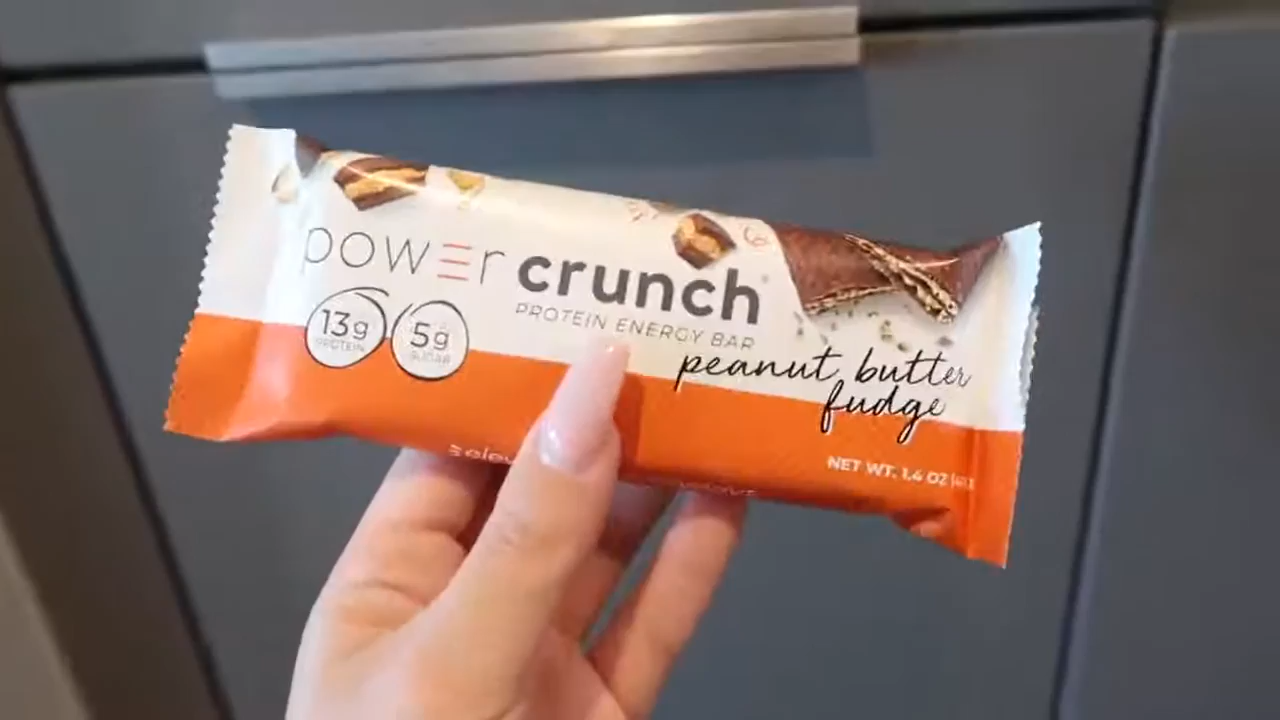 power crunch
PROTEIN ENERGY BAR
13g
PROTEIN
5g
SUGAR
peanut butter
fudge
NET WT. 1.4 OZ